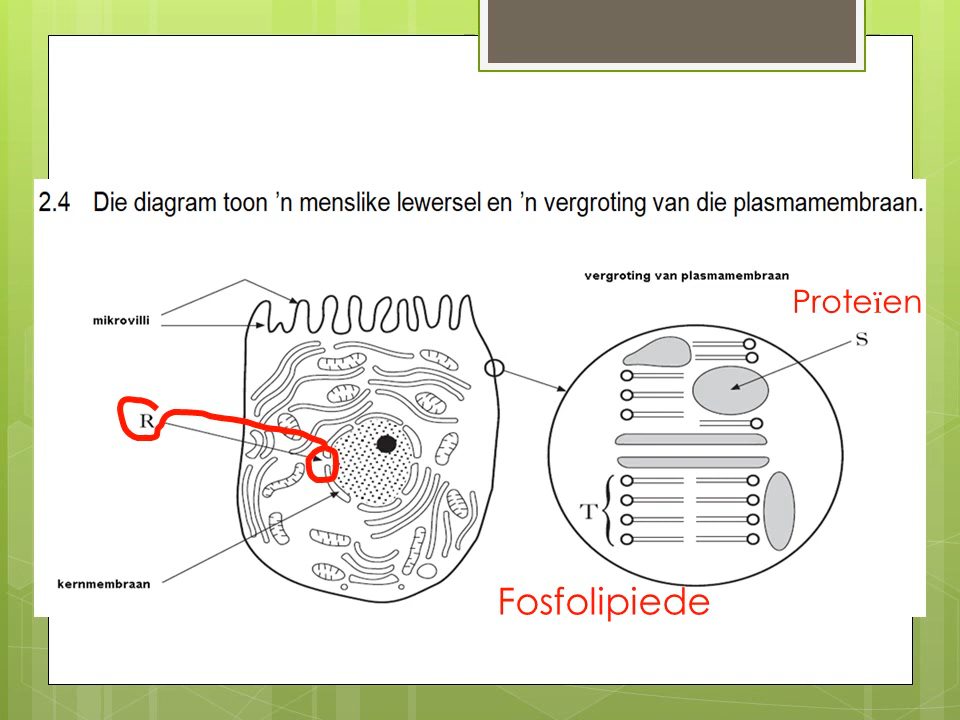 2.4 Die diagram toon 'n menslike lewersel en 'n vergroting van die plasmamembraan.
vergroting van plasmamembraan
Proteïen
mikrovilli
S
R
T
kernmembraan
Fosfolipiede